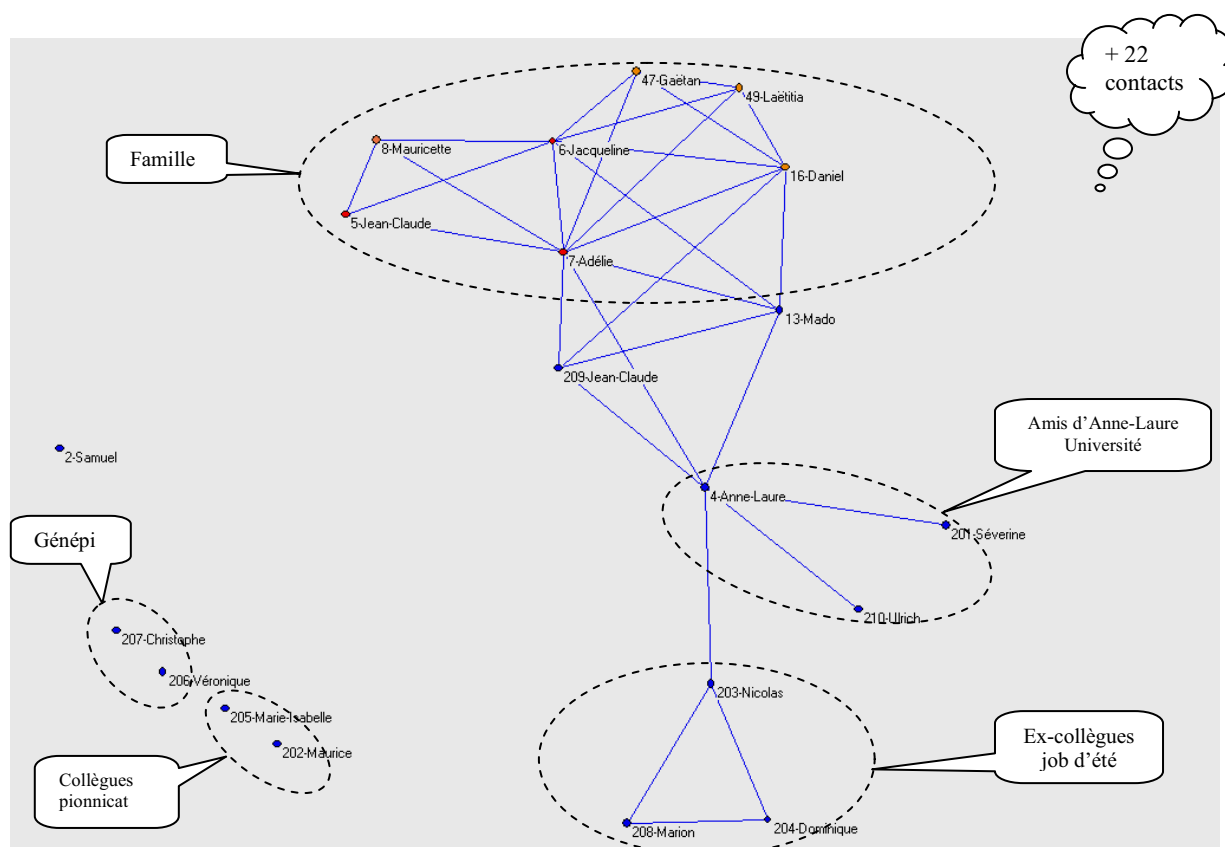 + 22
contacts
47-Gaëtan
49-Laëtitia
Famille
8-Mauricette
6-Jacqueline
16-Daniel
5-Jean-Claude
7-Adélie
13-Mado
209-Jean-Claude
Amis d'Anne-Laure
Université
2-Samuel
4-Anne-Laure
201-Séverine
Génépi
210-Ulrich
207-Christophe
206-Véronique
203-Nicolas
205-Marie-Isabelle
202-Maurice
Ex-collègues
job d'été
Collègues
pionnicat
208-Marion
204-Dominique